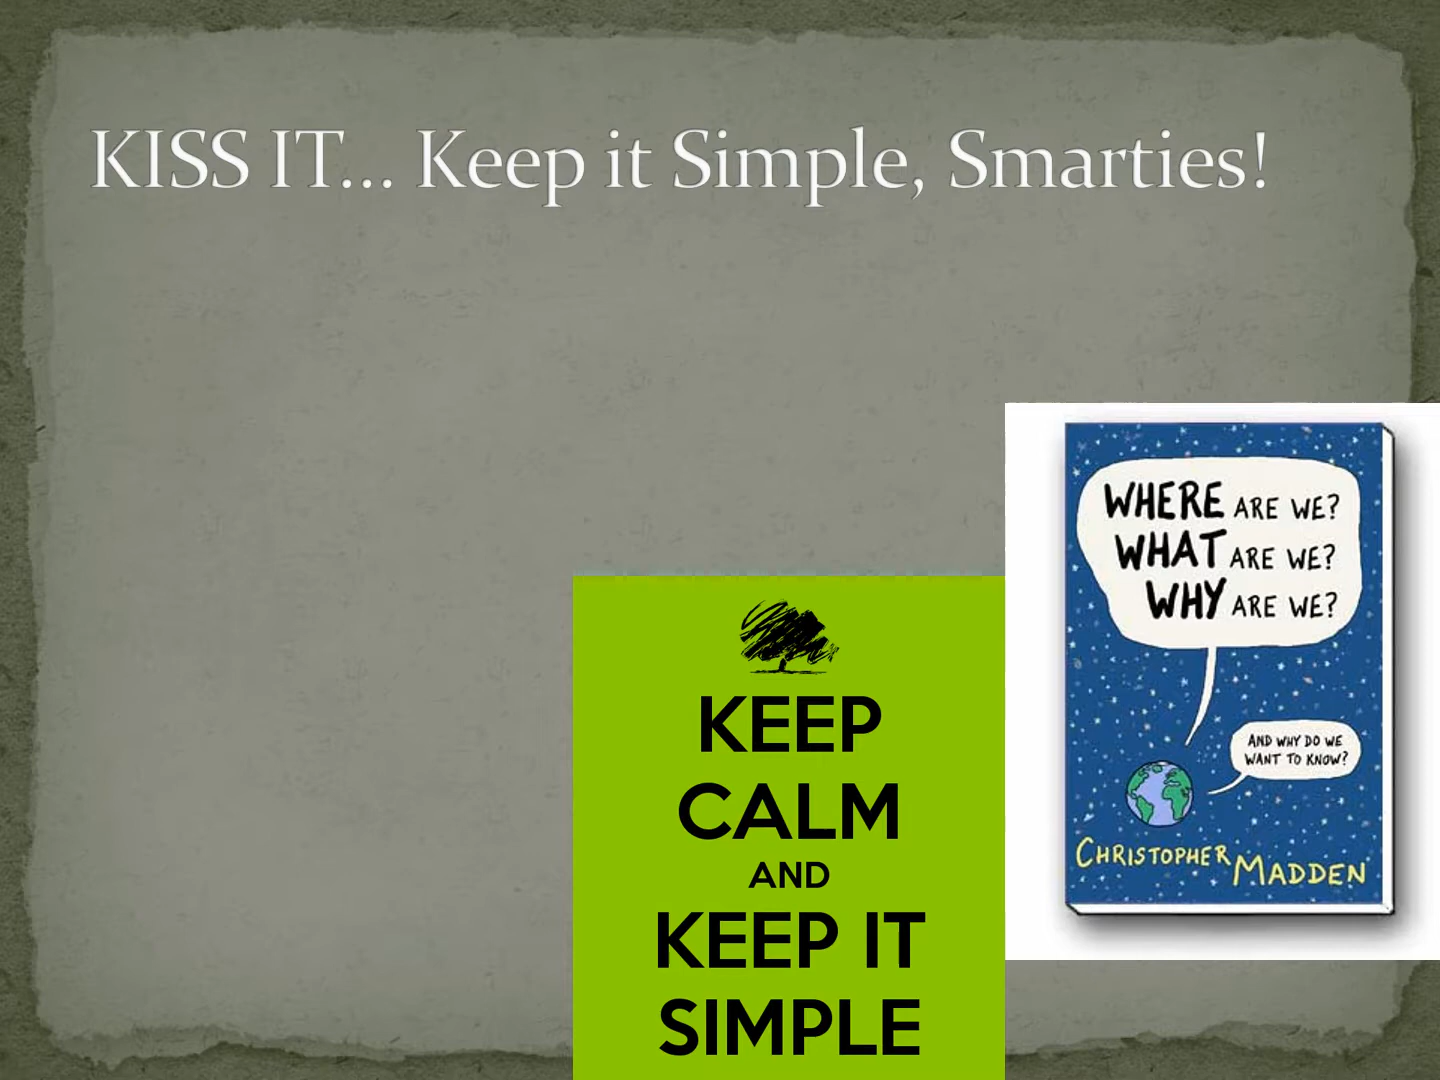 KISS IT... Keep it Simple, Smarties!
KEEP
CALM
AND
KEEP IT
SIMPLE
WHERE ARE WE?
WHAT ARE WE?
WHY ARE WE?
AND WHY DO WE
WANT TO KNOW?
CHRISTOPHER MADDEN